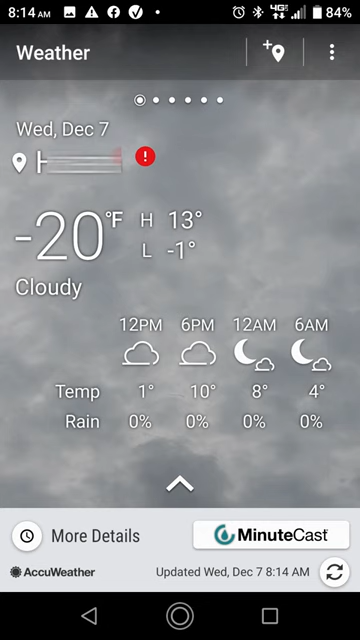 8:14 AM 4G 84%
Weather
Wed, Dec 7
-20°F H 13°
L -1°
Cloudy
12PM 6PM 12AM 6AM
Temp 1° 10° 8° 4°
Rain 0% 0% 0% 0%
More Details MinuteCast
AccuWeather Updated Wed, Dec 7 8:14 AM